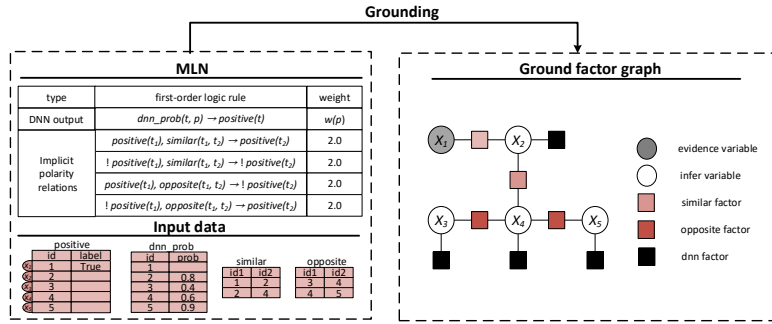 Grounding
MLN
type first-order logic rule weight
DNN output dnn_prob(t, p) → positive(t) w(p)
Implicit polarity relations
positive(t₁), similar(t₁, t₂) → positive(t₂) 2.0
! positive(t₁), similar(t₁, t₂) → ! positive(t₂) 2.0
positive(t₁), opposite(t₁, t₂) → ! positive(t₂) 2.0
! positive(t₁), opposite(t₁, t₂) → positive(t₂) 2.0
Input data
positive
id label
X₁ 1 True
X₂ 2
X₃ 3
X₄ 4
X₅ 5
dnn_prob
id prob
1
2 0.8
3 0.4
4 0.6
5 0.9
similar
id1 id2
1 2
2 4
opposite
id1 id2
3 4
4 5
Ground factor graph
X₁ X₂
X₃ X₄ X₅
evidence variable
infer variable
similar factor
opposite factor
dnn factor